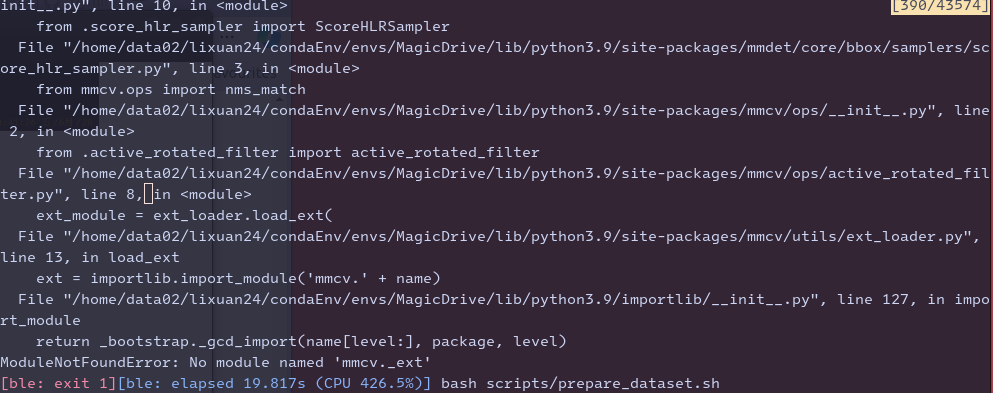 init__.py", line 10, in <module> [390/43574]
    from .score_hlr_sampler import ScoreHLRSampler
  File "/home/data02/lixuan24/condaEnv/envs/MagicDrive/lib/python3.9/site-packages/mmdet/core/bbox/samplers/sc
ore_hlr_sampler.py", line 3, in <module>
    from mmcv.ops import nms_match
  File "/home/data02/lixuan24/condaEnv/envs/MagicDrive/lib/python3.9/site-packages/mmcv/ops/__init__.py", line
 2, in <module>
    from .active_rotated_filter import active_rotated_filter
  File "/home/data02/lixuan24/condaEnv/envs/MagicDrive/lib/python3.9/site-packages/mmcv/ops/active_rotated_fil
ter.py", line 8, in <module>
    ext_module = ext_loader.load_ext(
  File "/home/data02/lixuan24/condaEnv/envs/MagicDrive/lib/python3.9/site-packages/mmcv/utils/ext_loader.py",
line 13, in load_ext
    ext = importlib.import_module('mmcv.' + name)
  File "/home/data02/lixuan24/condaEnv/envs/MagicDrive/lib/python3.9/importlib/__init__.py", line 127, in impo
rt_module
    return _bootstrap._gcd_import(name[level:], package, level)
ModuleNotFoundError: No module named 'mmcv._ext'
[ble: exit 1][ble: elapsed 19.817s (CPU 426.5%)] bash scripts/prepare_dataset.sh